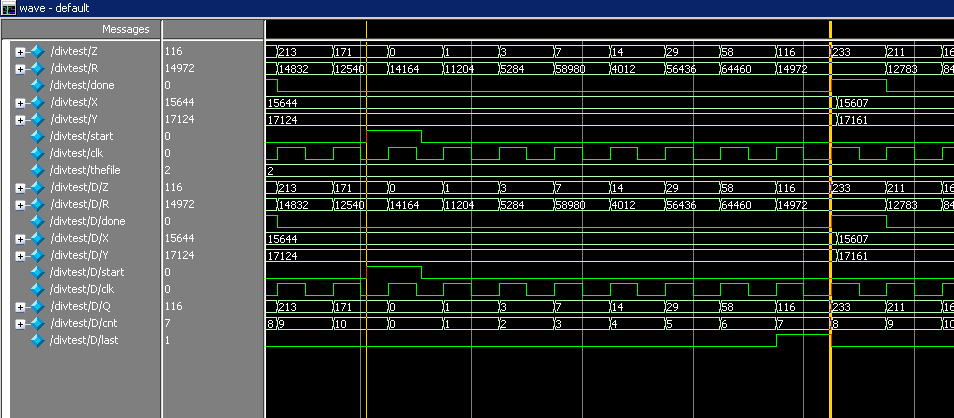 wave - default
Messages
/divtest/Z 116 213 171 0 1 3 7 14 29 58 116 233 211 16
/divtest/R 14972 14832 12540 14164 11204 5284 58980 4012 56436 64460 14972 12783 84
/divtest/done 0
/divtest/X 15644 15644 15607
/divtest/Y 17124 17124 17161
/divtest/start 0
/divtest/clk 0
/divtest/thefile 2 2
/divtest/D/Z 116 213 171 0 1 3 7 14 29 58 116 233 211 16
/divtest/D/R 14972 14832 12540 14164 11204 5284 58980 4012 56436 64460 14972 12783 84
/divtest/D/done 0
/divtest/D/X 15644 15644 15607
/divtest/D/Y 17124 17124 17161
/divtest/D/start 0
/divtest/D/clk 0
/divtest/D/Q 116 213 171 0 1 3 7 14 29 58 116 233 211 16
/divtest/D/cnt 7 8 9 10 0 1 2 3 4 5 6 7 8 9 10
/divtest/D/last 1